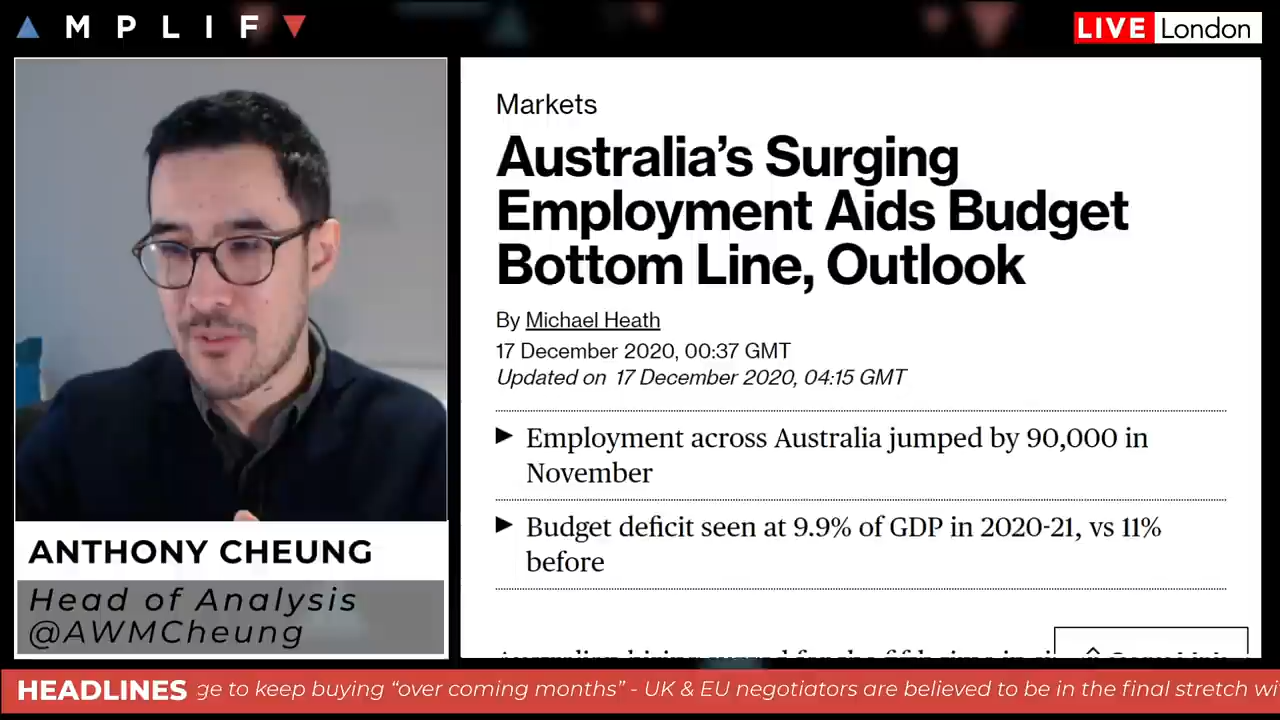 AMPLIFY
LIVE London
Markets
Australia’s Surging
Employment Aids Budget
Bottom Line, Outlook
By Michael Heath
17 December 2020, 00:37 GMT
Updated on 17 December 2020, 04:15 GMT
▶ Employment across Australia jumped by 90,000 in
November
▶ Budget deficit seen at 9.9% of GDP in 2020-21, vs 11%
before
ANTHONY CHEUNG
Head of Analysis
@AWMCheung
HEADLINES ge to keep buying “over coming months” - UK & EU negotiators are believed to be in the final stretch wi